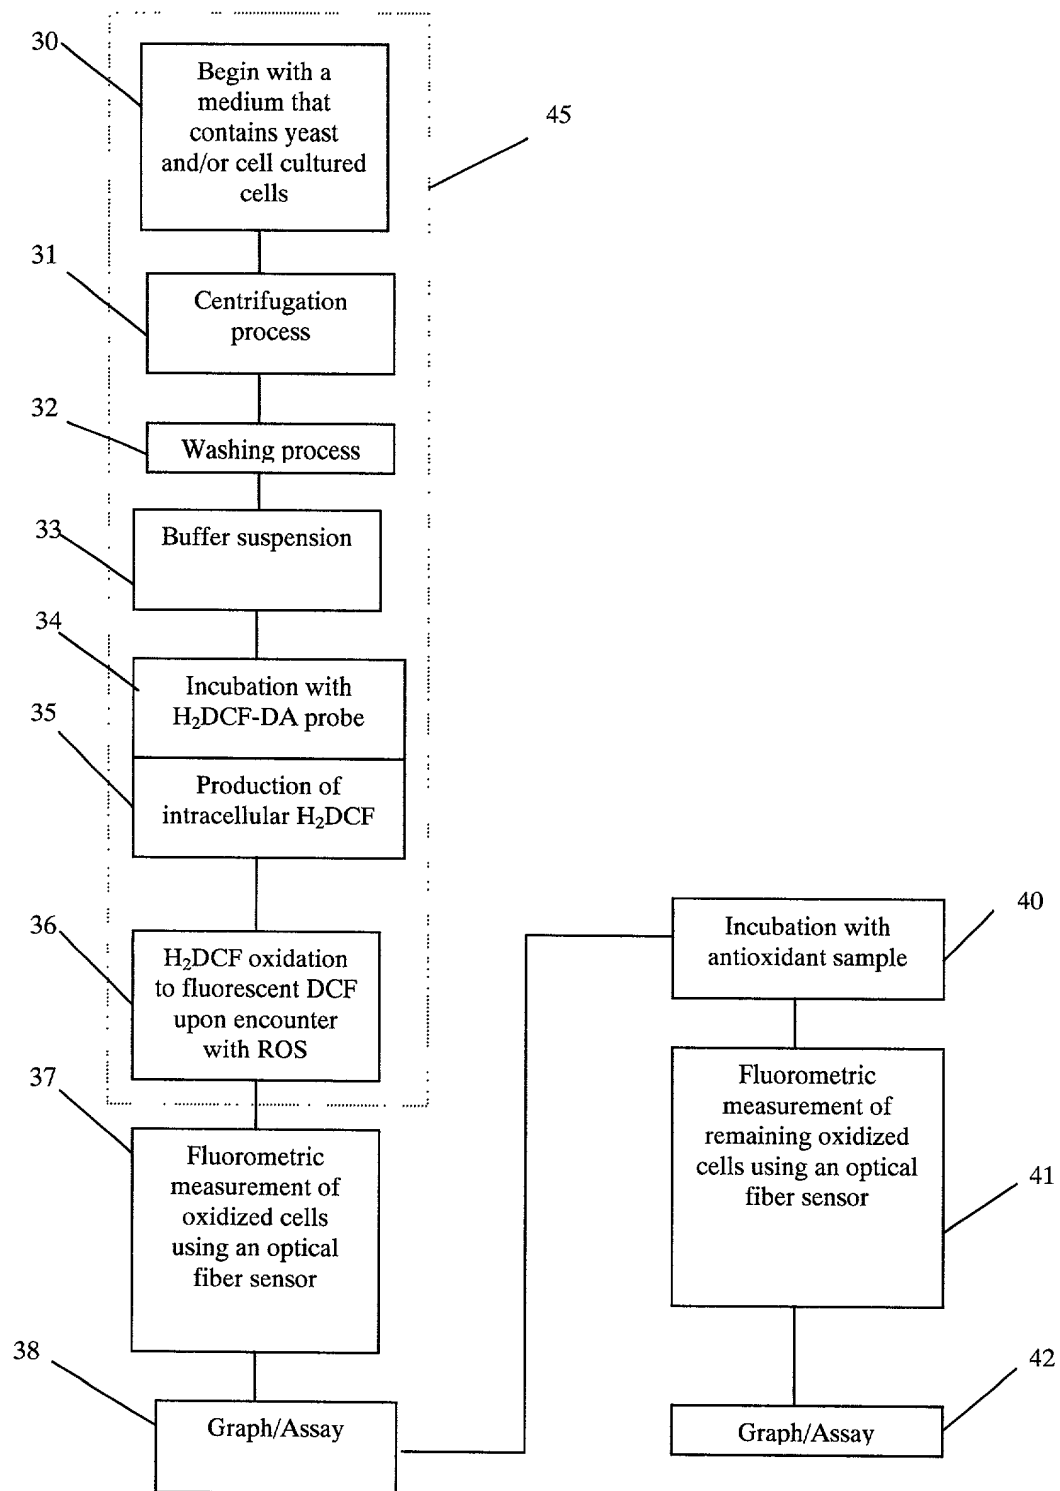 30
Begin with a
medium that
contains yeast
and/or cell cultured
cells
45
31
Centrifugation
process
32
Washing process
33
Buffer suspension
34
Incubation with
H₂DCF-DA probe
35
Production of
intracellular H₂DCF
36
H₂DCF oxidation
to fluorescent DCF
upon encounter
with ROS
37
Fluorometric
measurement of
oxidized cells
using an optical
fiber sensor
38
Graph/Assay
40
Incubation with
antioxidant sample
Fluorometric
measurement of
remaining oxidized
cells using an optical
fiber sensor
41
42
Graph/Assay